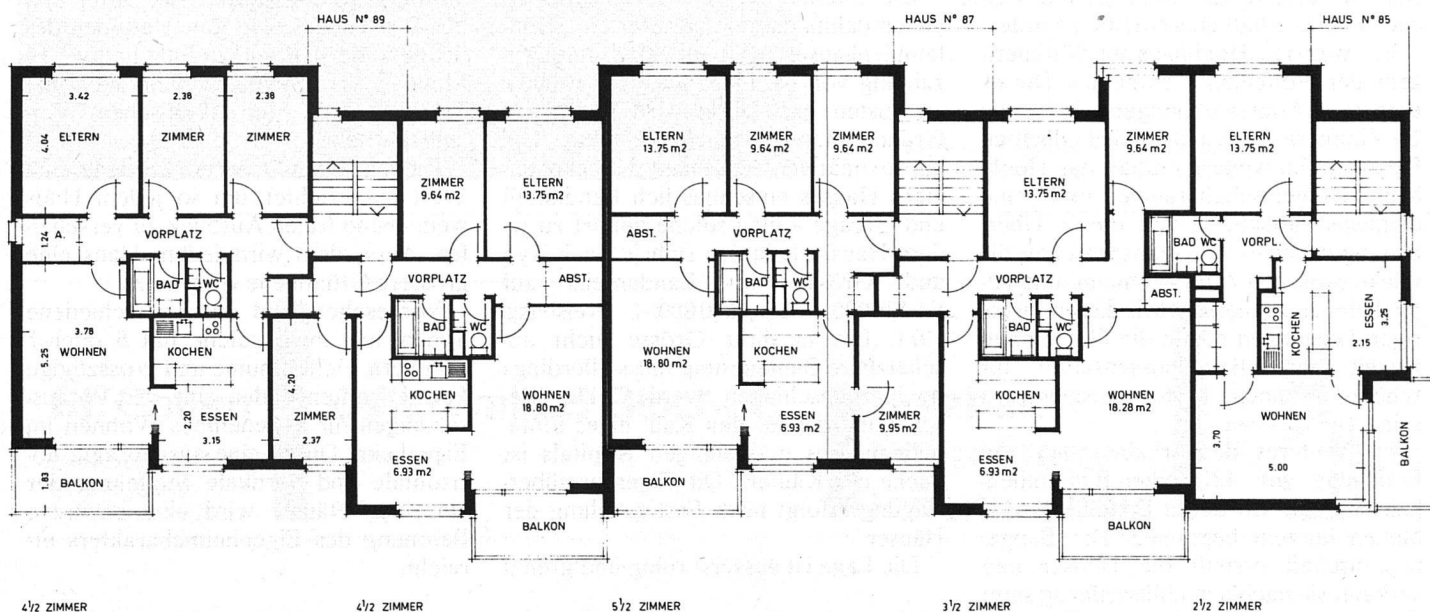 HAUS N° 89
HAUS N° 87
HAUS N° 85
3.42
2.38
2.38
4.04
ELTERN
ZIMMER
ZIMMER
ZIMMER
9.64 m2
ELTERN
13.75 m2
ELTERN
13.75 m2
ZIMMER
9.64 m2
ZIMMER
9.64 m2
ELTERN
13.75 m2
ZIMMER
9.64 m2
ELTERN
13.75 m2
1.24
VORPLATZ
BAD
WC
3.78
5.25
WOHNEN
KOCHEN
2.20
ESSEN
3.15
4.20
ZIMMER
2.37
1.63
BALKON
VORPLATZ
ABST.
BAD
WC
KOCHEN
WOHNEN
18.80 m2
ESSEN
6.93 m2
BALKON
ABST.
VORPLATZ
BAD
WC
WOHNEN
18.80 m2
KOCHEN
ESSEN
6.93 m2
ZIMMER
9.95 m2
BALKON
VORPLATZ
ABST.
BAD
WC
KOCHEN
WOHNEN
18.28 m2
ESSEN
6.93 m2
BALKON
BAD WC
VORPL.
KOCHEN
ESSEN
3.25
2.15
WOHNEN
2.70
5.00
BALKON
4½ ZIMMER
4½ ZIMMER
5½ ZIMMER
3½ ZIMMER
2½ ZIMMER